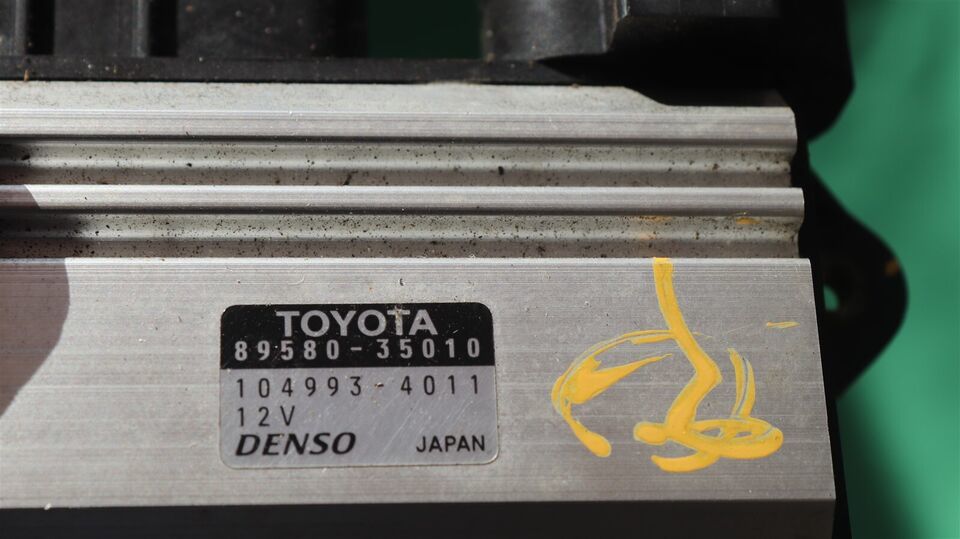 TOYOTA
89580-35010
104993-4011
12V
DENSO JAPAN